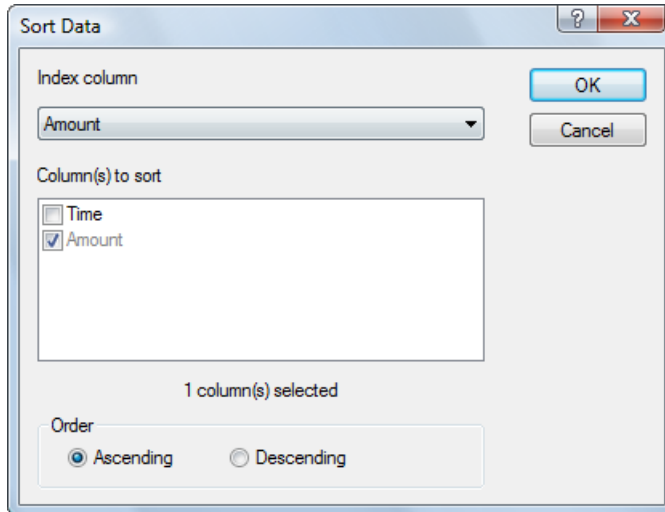 Sort Data
?
X
Index column
OK
Amount
Cancel
Column(s) to sort
Time
Amount
1 column(s) selected
Order
Ascending
Descending